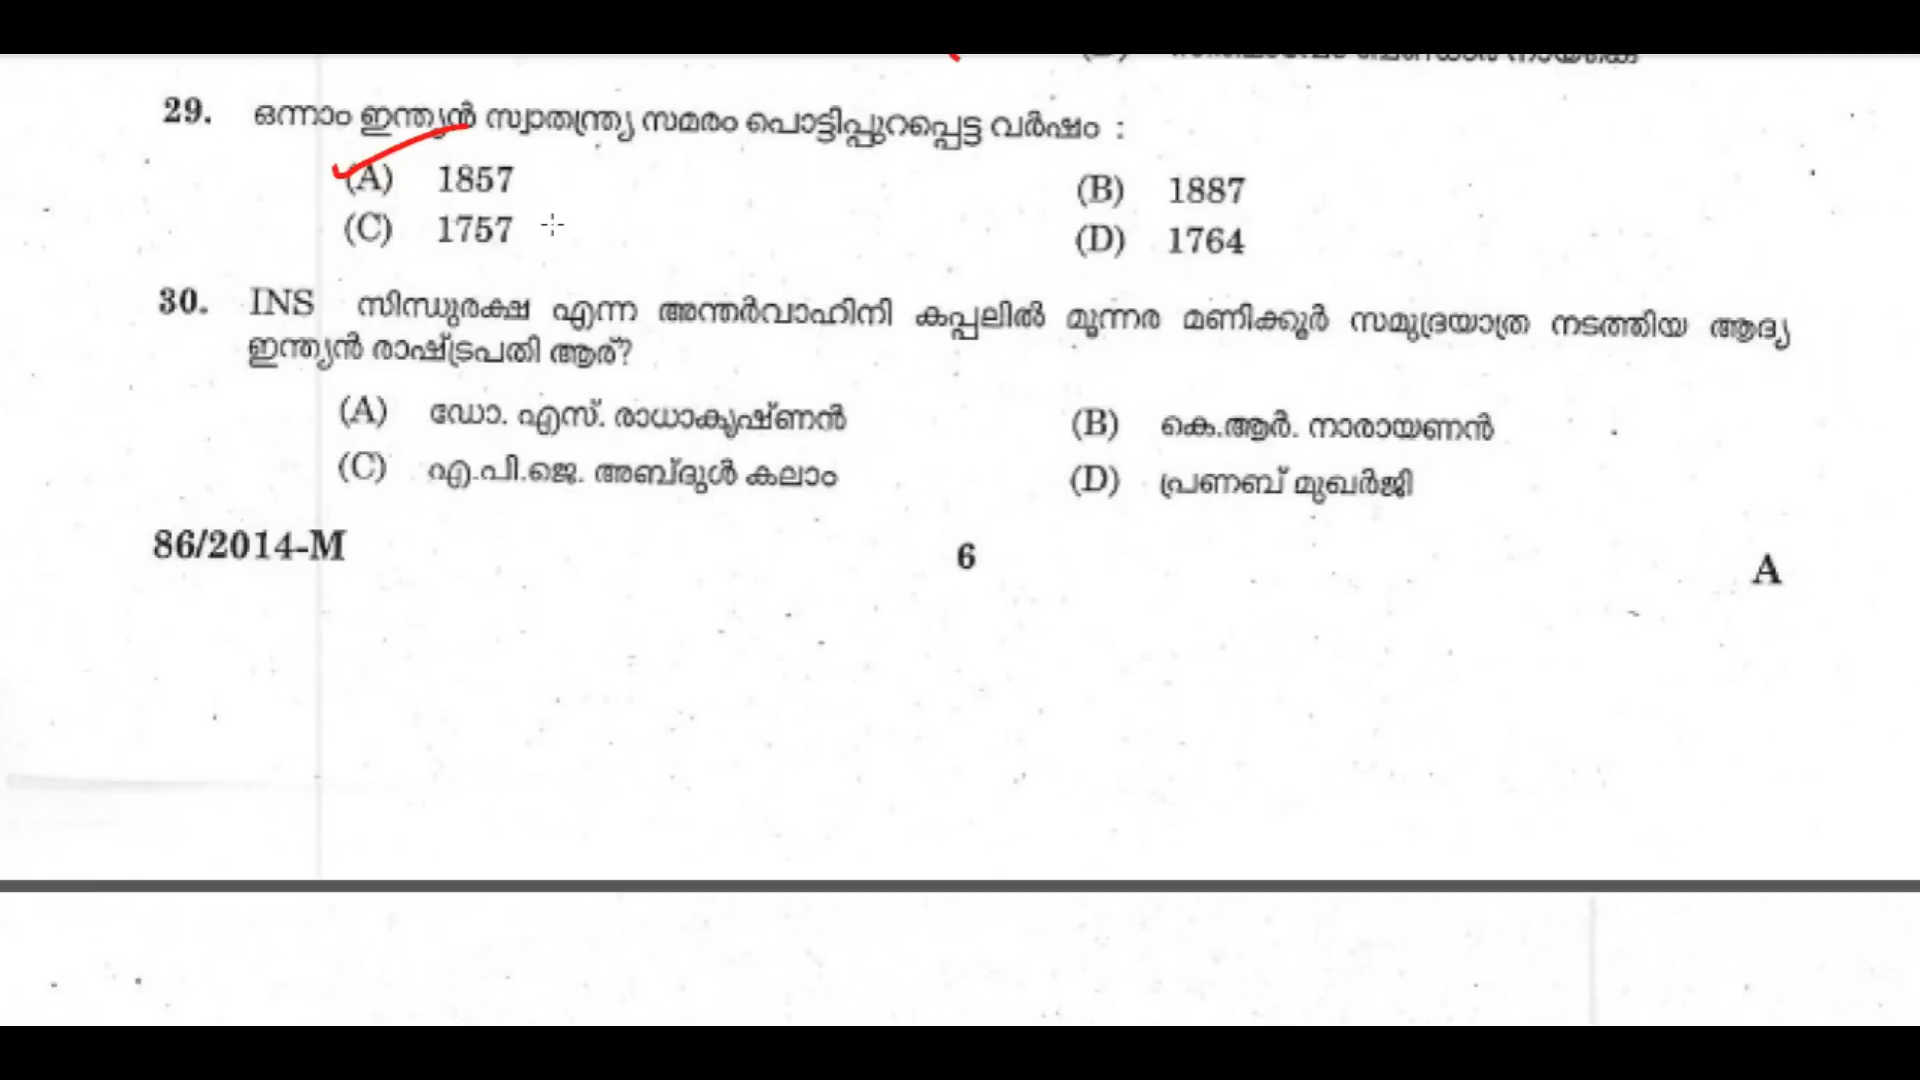 29. ഒന്നാം ഇന്ത്യൻ സ്വാതന്ത്ര്യ സമരം പൊട്ടിപ്പുറപ്പെട്ട വർഷം :
(A) 1857 (B) 1887
(C) 1757 (D) 1764
30. INS സിന്ധുരക്ഷ എന്ന അന്തർവാഹിനി കപ്പലിൽ മൂന്നര മണിക്കൂർ സമുദ്രയാത്ര നടത്തിയ ആദ്യ
ഇന്ത്യൻ രാഷ്ട്രപതി ആര്?
(A) ഡോ. എസ്. രാധാകൃഷ്ണൻ (B) കെ.ആർ. നാരായണൻ
(C) എ.പി.ജെ. അബ്ദുൾ കലാം (D) പ്രണബ് മുഖർജി
86/2014-M 6 A